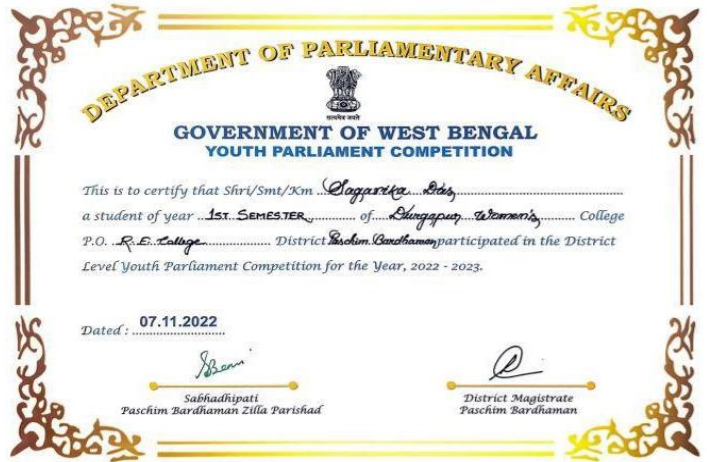 DEPARTMENT OF PARLIAMENTARY AFFAIRS
सत्यमेव जयते
GOVERNMENT OF WEST BENGAL
YOUTH PARLIAMENT COMPETITION
This is to certify that Shri/Smt/Km Sagarika Das
a student of year 1ST SEMESTER of Durgapur Women's College
P.O. R.E. College District Paschim Bardhaman participated in the District
Level Youth Parliament Competition for the Year, 2022 - 2023.
Dated : 07.11.2022
Sabhadhipati
Paschim Bardhaman Zilla Parishad
District Magistrate
Paschim Bardhaman